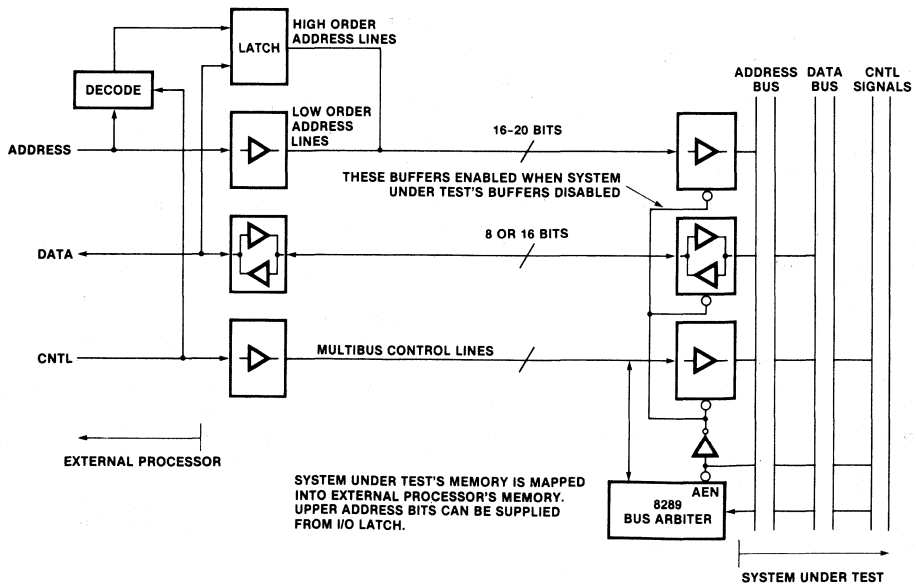 HIGH ORDER
ADDRESS LINES
LATCH
DECODE
ADDRESS
BUS
DATA
BUS
CNTL
SIGNALS
LOW ORDER
ADDRESS
LINES
16-20 BITS
ADDRESS
THESE BUFFERS ENABLED WHEN SYSTEM
UNDER TEST'S BUFFERS DISABLED
8 OR 16 BITS
DATA
CNTL
MULTIBUS CONTROL LINES
EXTERNAL PROCESSOR
SYSTEM UNDER TEST'S MEMORY IS MAPPED
INTO EXTERNAL PROCESSOR'S MEMORY.
UPPER ADDRESS BITS CAN BE SUPPLIED
FROM I/O LATCH.
AEN
8289
BUS ARBITER
SYSTEM UNDER TEST